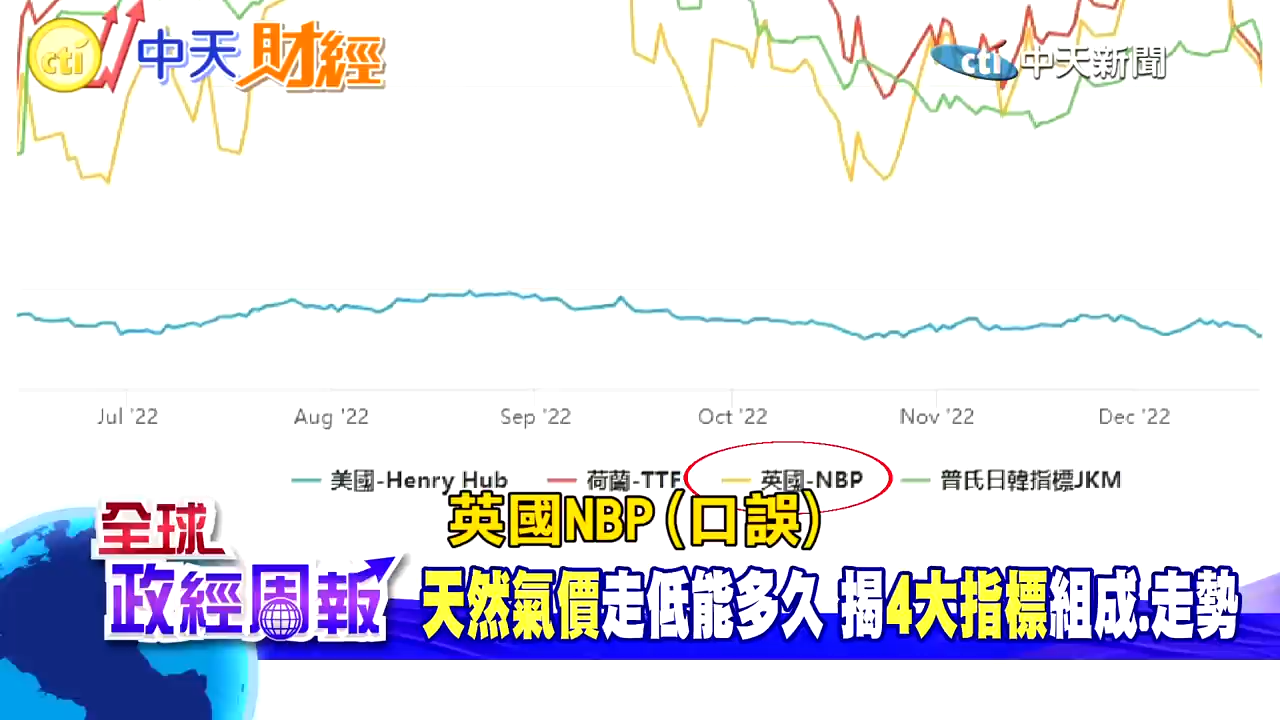 cti 中天財經
cti 中天新聞
Jul '22 Aug '22 Sep '22 Oct '22 Nov '22 Dec '22
美國-Henry Hub 荷蘭-TTF 英國-NBP 普氏日韓指標JKM
英國NBP(口誤)
全球
政經周報
天然氣價走低能多久 揭4大指標組成.走勢